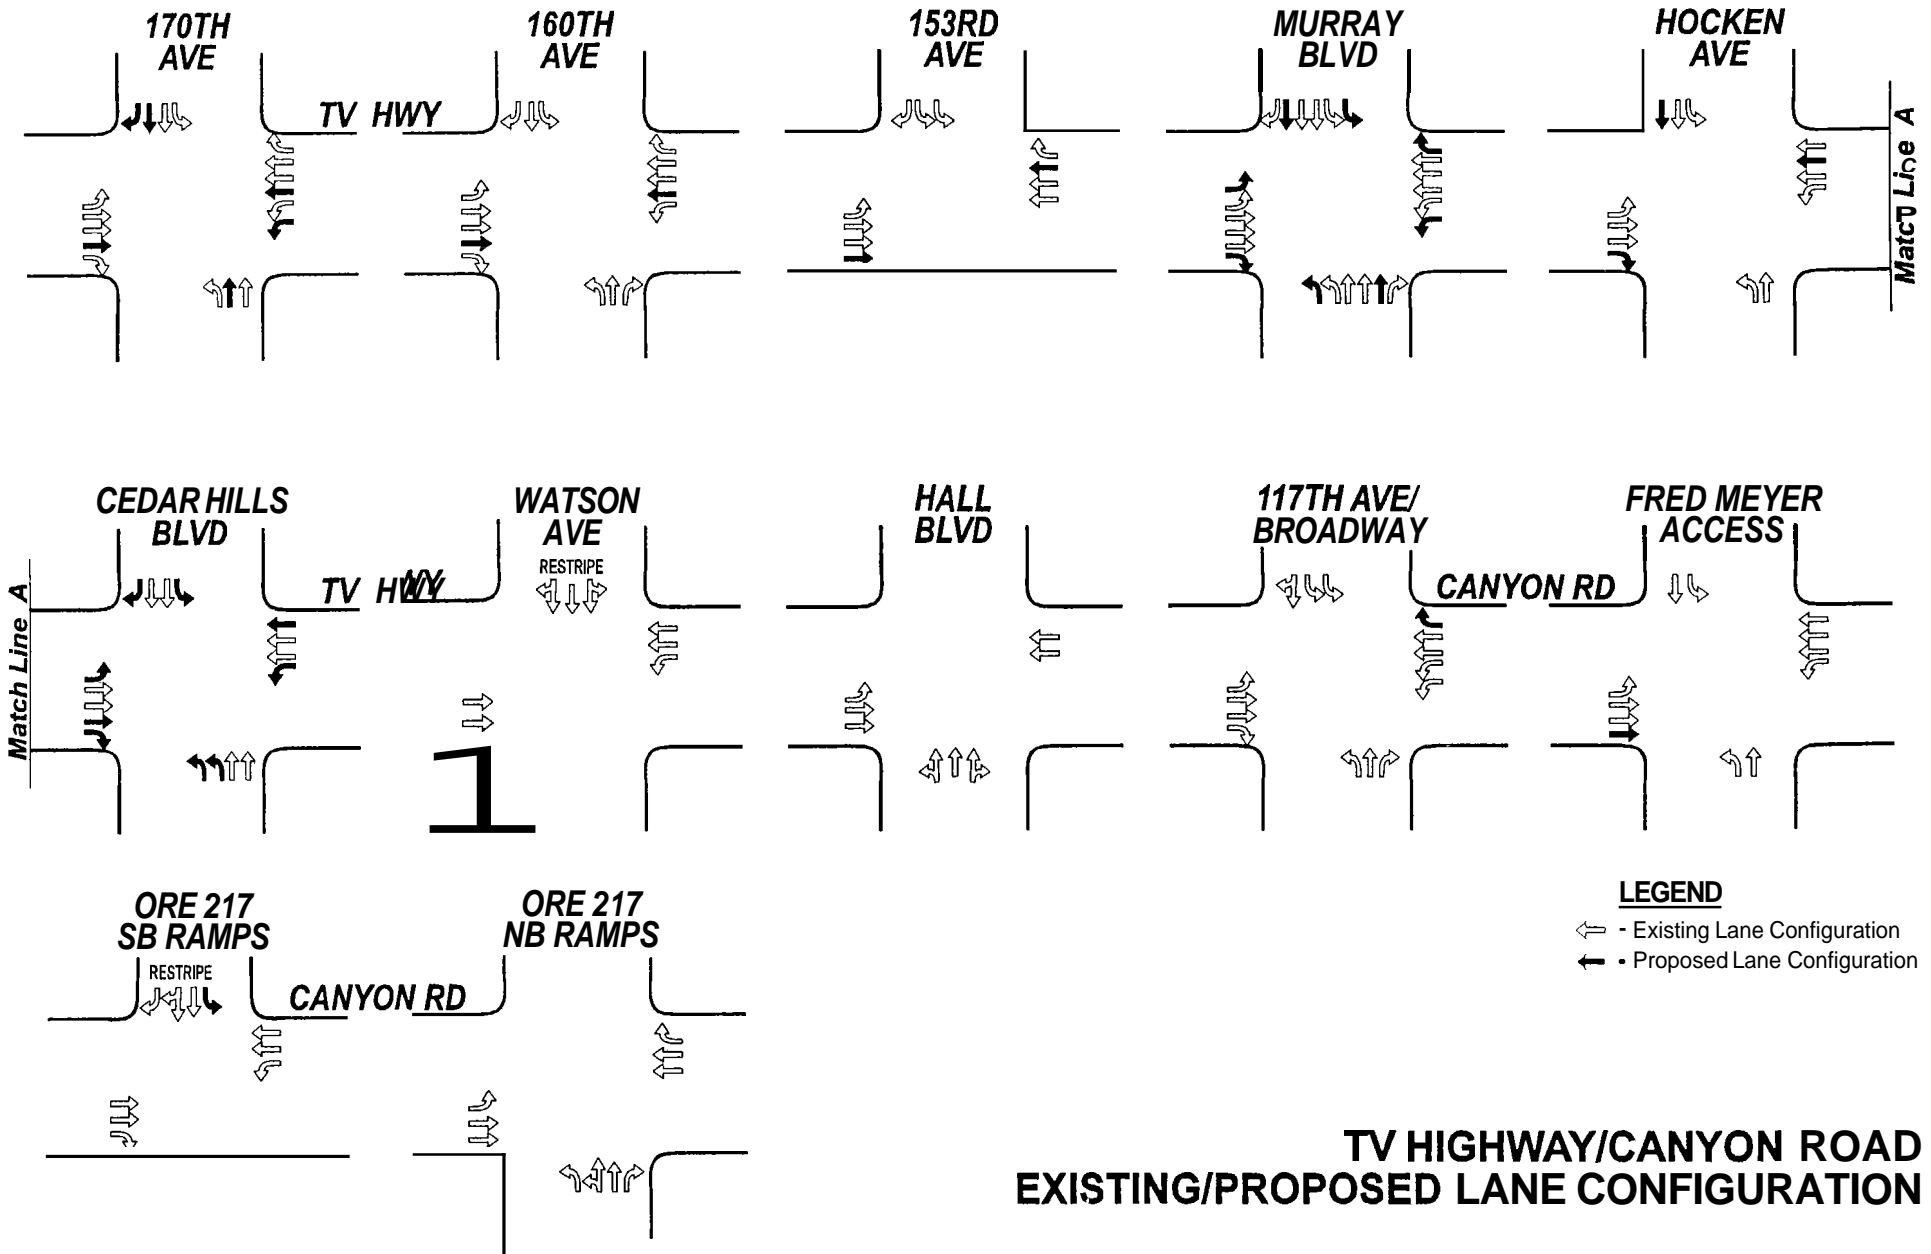 170TH
AVE
160TH
AVE
153RD
AVE
MURRAY
BLVD
HOCKEN
AVE
TV HWY
Match Line A
CEDAR HILLS
BLVD
WATSON
AVE
RESTRIPE
HALL
BLVD
117TH AVE/
BROADWAY
FRED MEYER
ACCESS
Match Line A
TV HWY
CANYON RD
1
ORE 217
SB RAMPS
RESTRIPE
ORE 217
NB RAMPS
CANYON RD
LEGEND
- Existing Lane Configuration
- Proposed Lane Configuration
TV HIGHWAY/CANYON ROAD
EXISTING/PROPOSED LANE CONFIGURATION